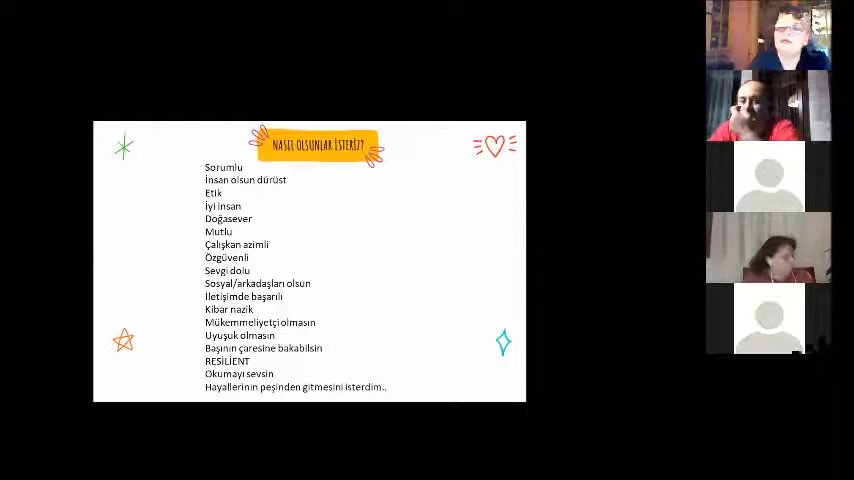 NASIL OLSUNLAR İSTERİZ?
Sorumlu
İnsan olsun dürüst
Etik
İyi insan
Doğasever
Mutlu
Çalışkan azimli
Özgüvenli
Sevgi dolu
Sosyal/arkadaşları olsun
İletişimde başarılı
Kibar nazik
Mükemmeliyetçi olmasın
Uyuşuk olmasın
Başının çaresine bakabilsin
RESİLİENT
Okumayı sevsin
Hayallerinin peşinden gitmesini isterdim..